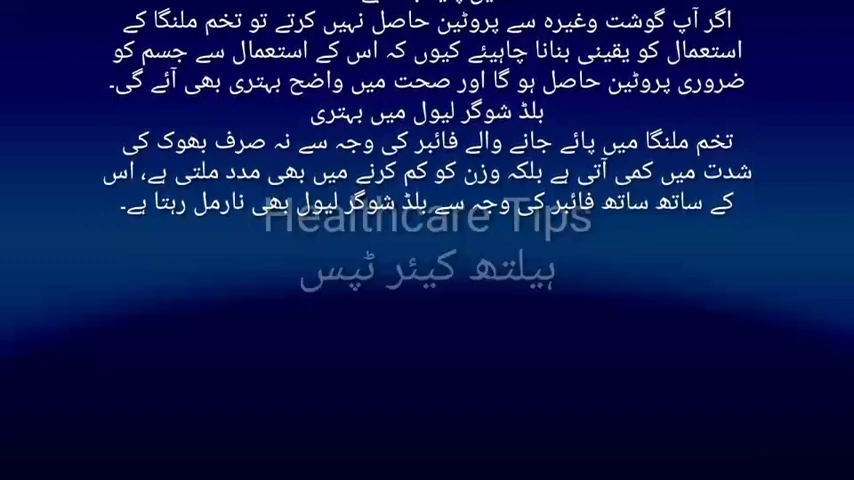 اگر آپ گوشت وغیرہ سے پروٹین حاصل نہیں کرتے تو تخم ملنگا کے
استعمال کو یقینی بنانا چاہیئے کیوں کہ اس کے استعمال سے جسم کو
ضروری پروٹین حاصل ہو گا اور صحت میں واضح بہتری بھی آئے گی۔
بلڈ شوگر لیول میں بہتری
تخم ملنگا میں پائے جانے والے فائبر کی وجہ سے نہ صرف بھوک کی
شدت میں کمی آتی ہے بلکہ وزن کو کم کرنے میں بھی مدد ملتی ہے، اس
کے ساتھ ساتھ فائبر کی وجہ سے بلڈ شوگر لیول بھی نارمل رہتا ہے۔
Healthcare Tips
ہیلتھ کیئر ٹپس